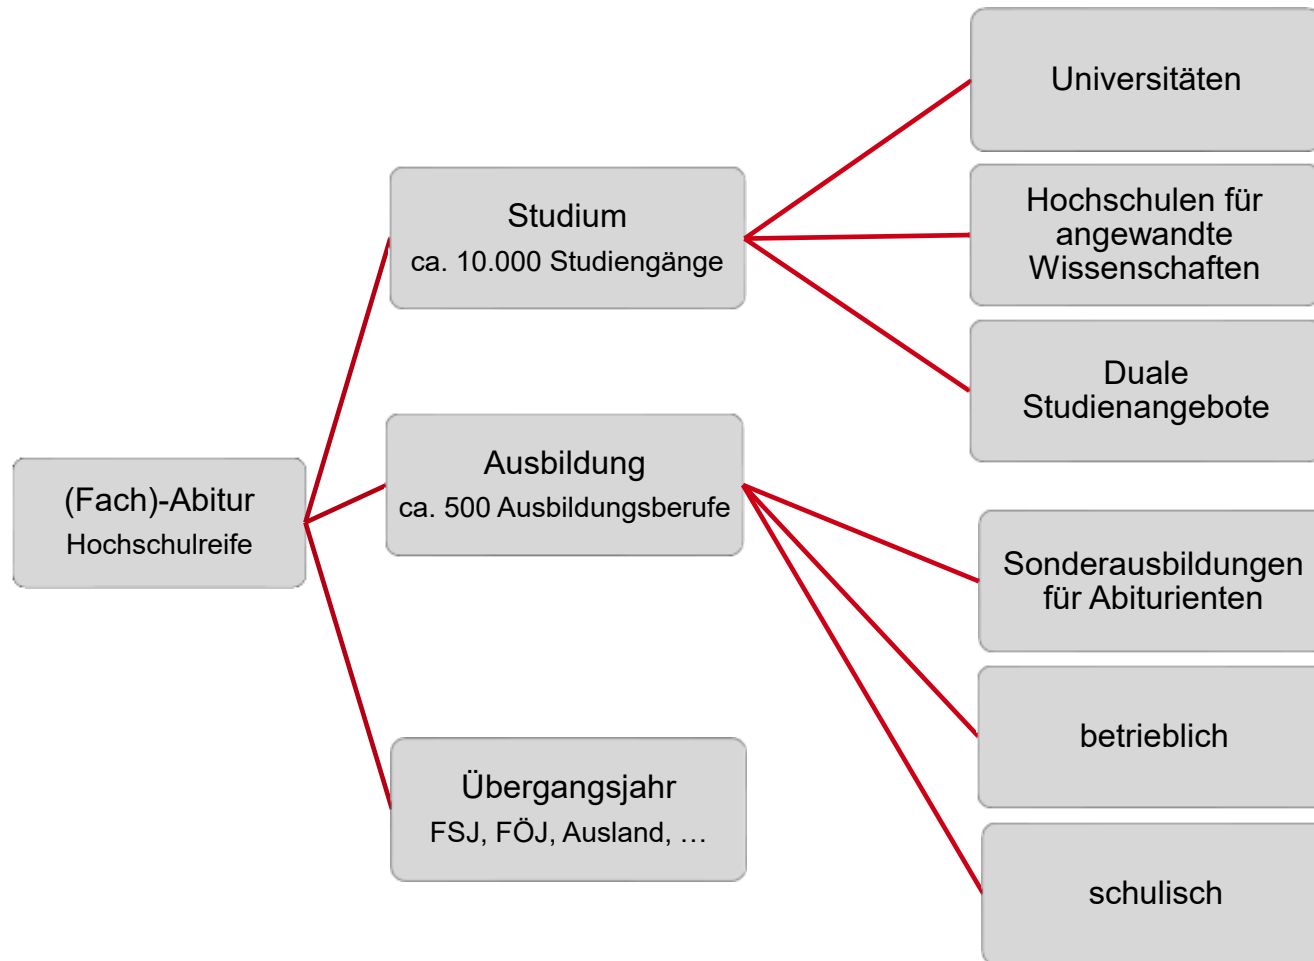 (Fach)-Abitur
Hochschulreife
Studium
ca. 10.000 Studiengänge
Ausbildung
ca. 500 Ausbildungsberufe
Übergangsjahr
FSJ, FÖJ, Ausland, …
Universitäten
Hochschulen für
angewandte
Wissenschaften
Duale
Studienangebote
Sonderausbildungen
für Abiturienten
betrieblich
schulisch